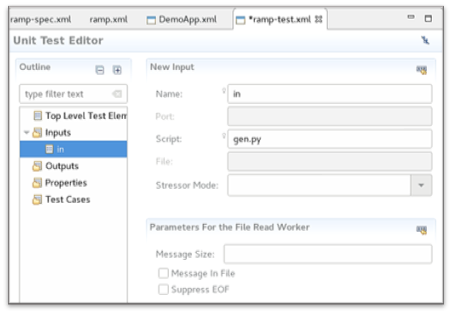 ramp-spec.xml ramp.xml DemoApp.xml *ramp-test.xml
Unit Test Editor
Outline
type filter text
Top Level Test Elem
Inputs
in
Outputs
Properties
Test Cases
New Input
Name: in
Port:
Script: gen.py
File:
Stressor Mode:
Parameters For the File Read Worker
Message Size:
Message In File
Suppress EOF